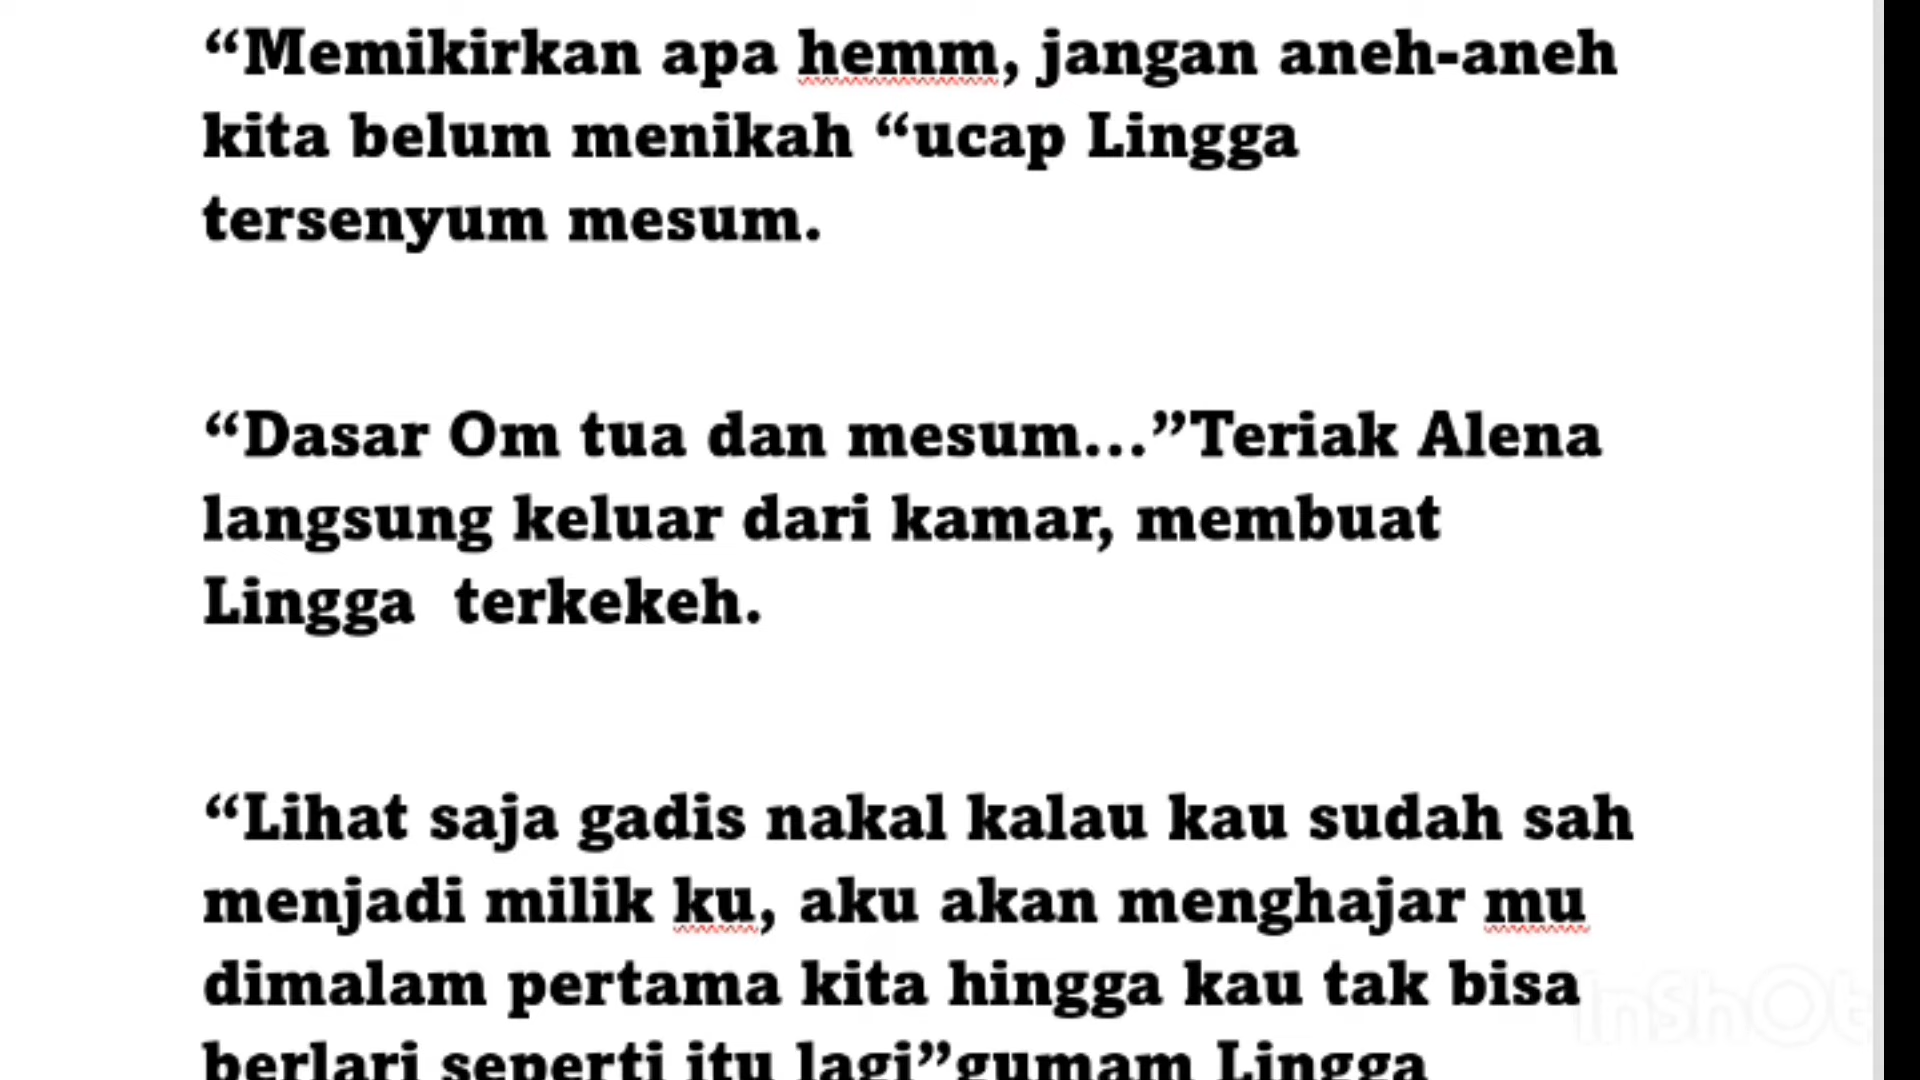 “Memikirkan apa hemm, jangan aneh-aneh
kita belum menikah “ucap Lingga
tersenyum mesum.
“Dasar Om tua dan mesum...”Teriak Alena
langsung keluar dari kamar, membuat
Lingga  terkekeh.
“Lihat saja gadis nakal kalau kau sudah sah
menjadi milik ku, aku akan menghajar mu
dimalam pertama kita hingga kau tak bisa
berlari seperti itu lagi”gumam Lingga
InShOt